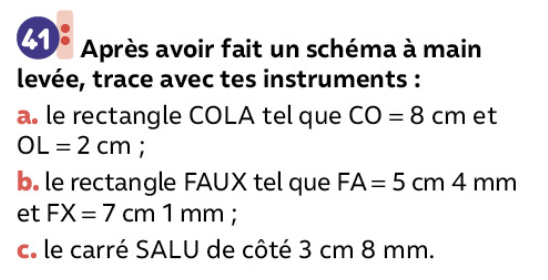 41 Après avoir fait un schéma à main
levée, trace avec tes instruments :
a. le rectangle COLA tel que CO = 8 cm et
OL = 2 cm ;
b. le rectangle FAUX tel que FA = 5 cm 4 mm
et FX = 7 cm 1 mm ;
c. le carré SALU de côté 3 cm 8 mm.